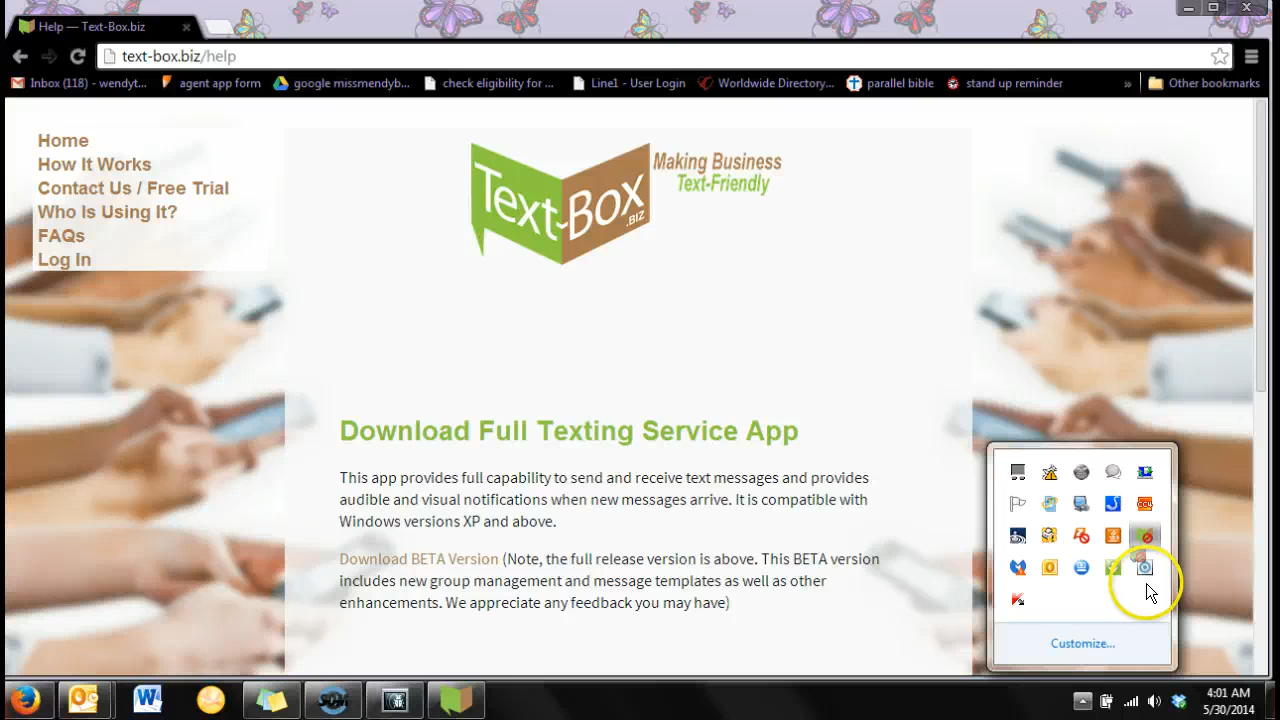 Help — Text-Box.biz
text-box.biz/help
Inbox (118) - wendyt...
agent app form
google missmendyb...
check eligibility for ...
Line1 - User Login
Worldwide Directory...
parallel bible
stand up reminder
»
Other bookmarks
Home
How It Works
Contact Us / Free Trial
Who Is Using It?
FAQs
Log In
Text-Box
.BIZ
Making Business
Text-Friendly
Download Full Texting Service App
This app provides full capability to send and receive text messages and provides
audible and visual notifications when new messages arrive. It is compatible with
Windows versions XP and above.
Download BETA Version (Note, the full release version is above. This BETA version
includes new group management and message templates as well as other
enhancements. We appreciate any feedback you may have)
Customize...
4:01 AM
5/30/2014